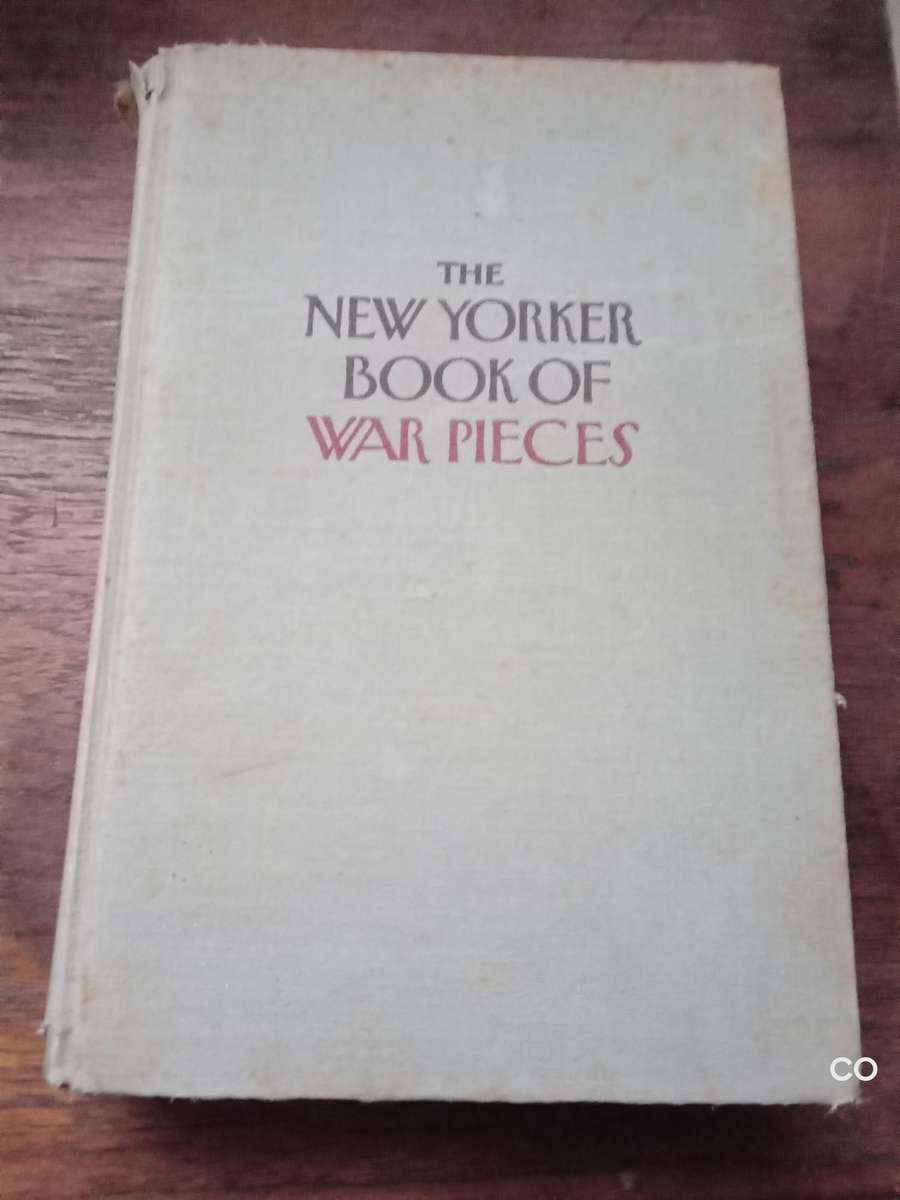 THE
NEW YORKER
BOOK OF
WAR PIECES
CO